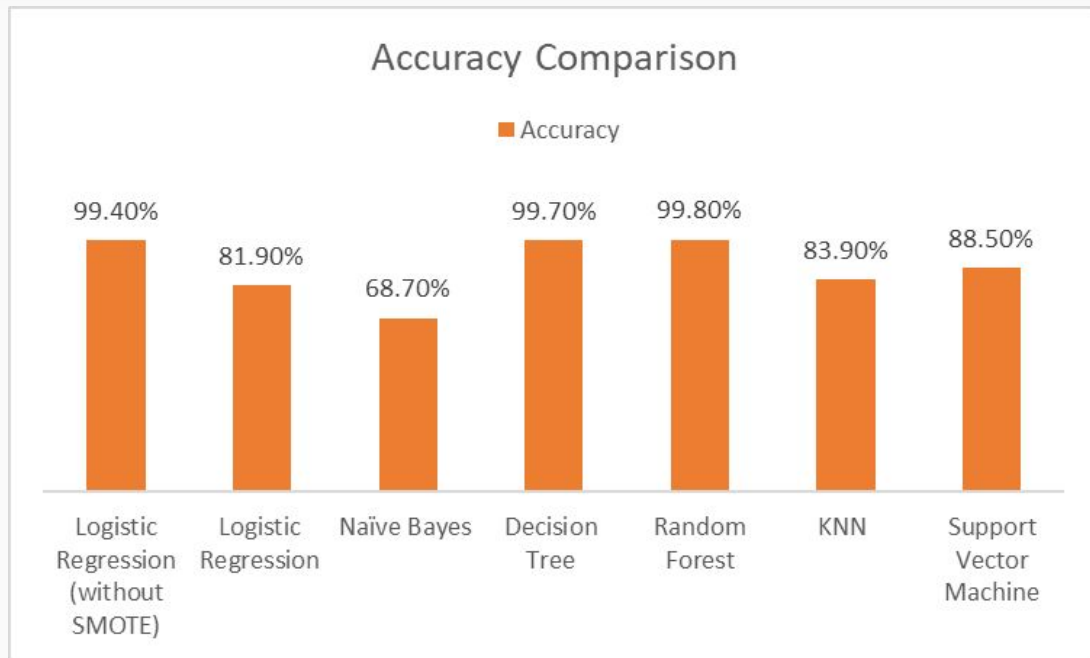 Accuracy Comparison
Accuracy
99.40%
81.90%
68.70%
99.70%
99.80%
83.90%
88.50%
Logistic
Regression
(without
SMOTE)
Logistic
Regression
Naïve Bayes
Decision
Tree
Random
Forest
KNN
Support
Vector
Machine